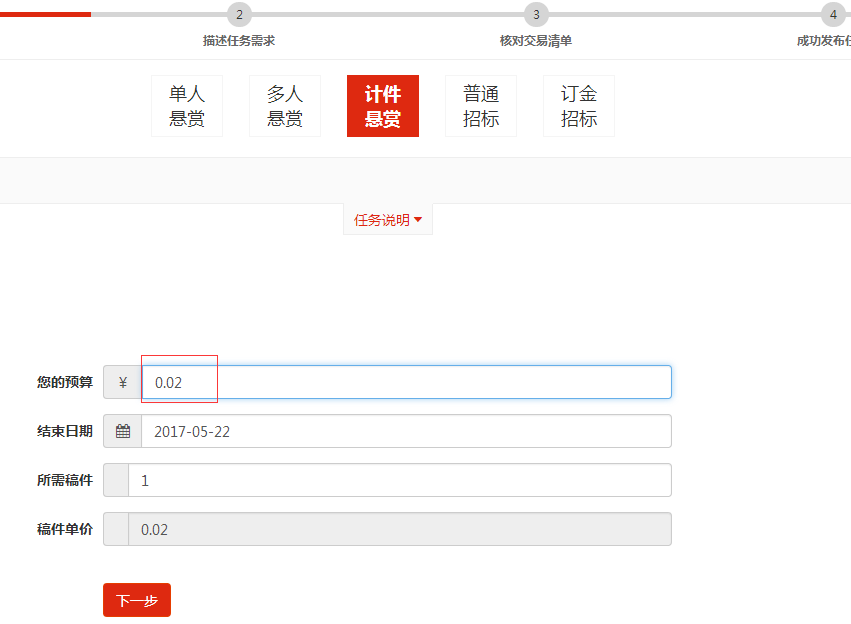 2
3
4
描述任务需求
核对交易清单
成功发布任
单人
悬赏
多人
悬赏
计件
悬赏
普通
招标
订金
招标
任务说明
您的预算
¥
0.02
结束日期
2017-05-22
所需稿件
1
稿件单价
0.02
下一步